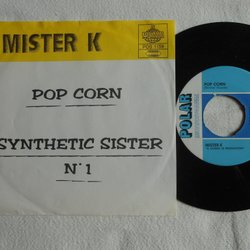 MISTER K
POP CORN
SYNTHETIC SISTER
N°1
POLAR
POP CORN
MISTER K